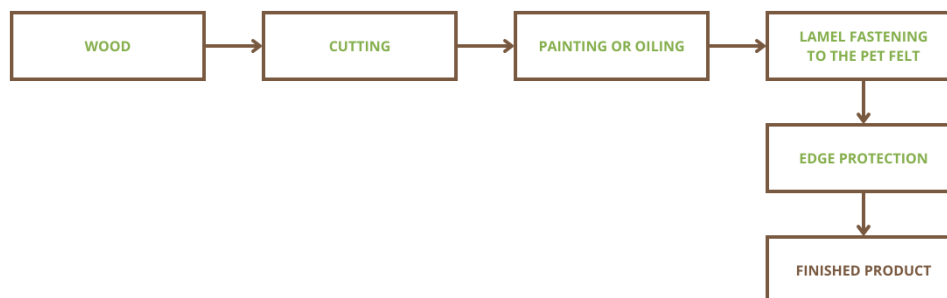 WOOD
CUTTING
PAINTING OR OILING
LAMEL FASTENING
TO THE PET FELT
EDGE PROTECTION
FINISHED PRODUCT